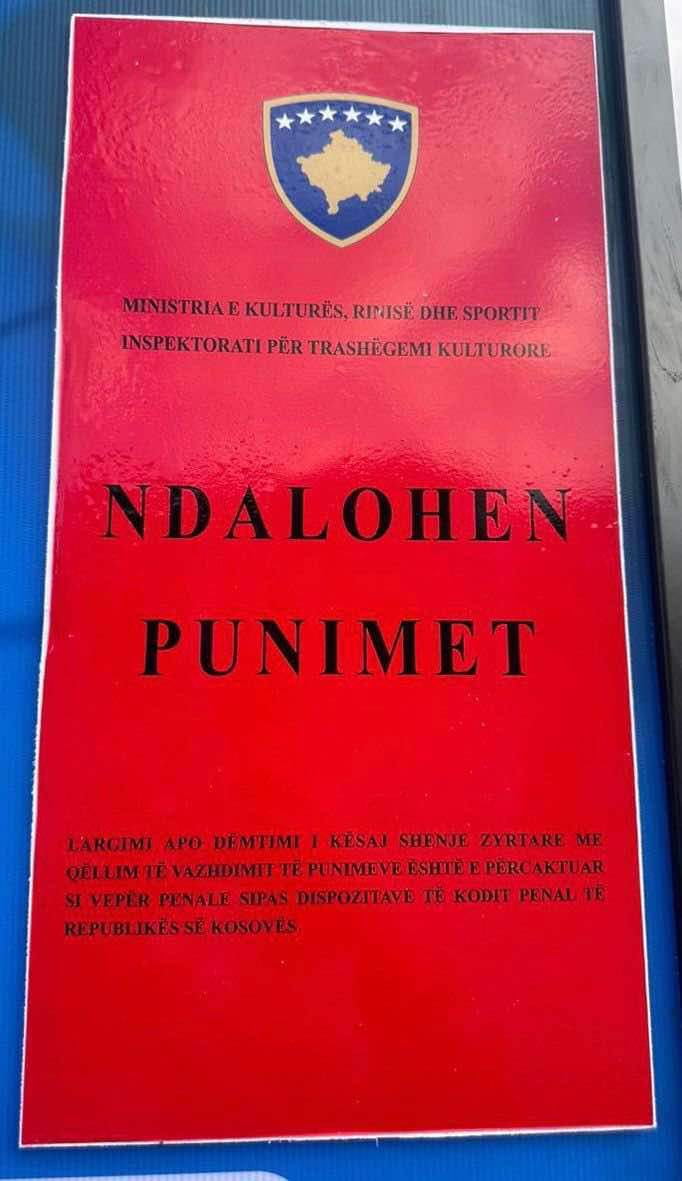 MINISTRIA E KULTURËS, RINISË DHE SPORTIT
INSPEKTORATI PËR TRASHËGEMI KULTURORE
NDALOHEN
PUNIMET
LARGIMI APO DËMTIMI I KËSAJ SHENJE ZYRTARE ME
QËLLIM TË VAZHDIMIT TË PUNIMEVE ËSHTË E PËRCAKTUAR
SI VEPËR PENALE SIPAS DISPOZITAVE TË KODIT PENAL TË
REPUBLIKËS SË KOSOVËS